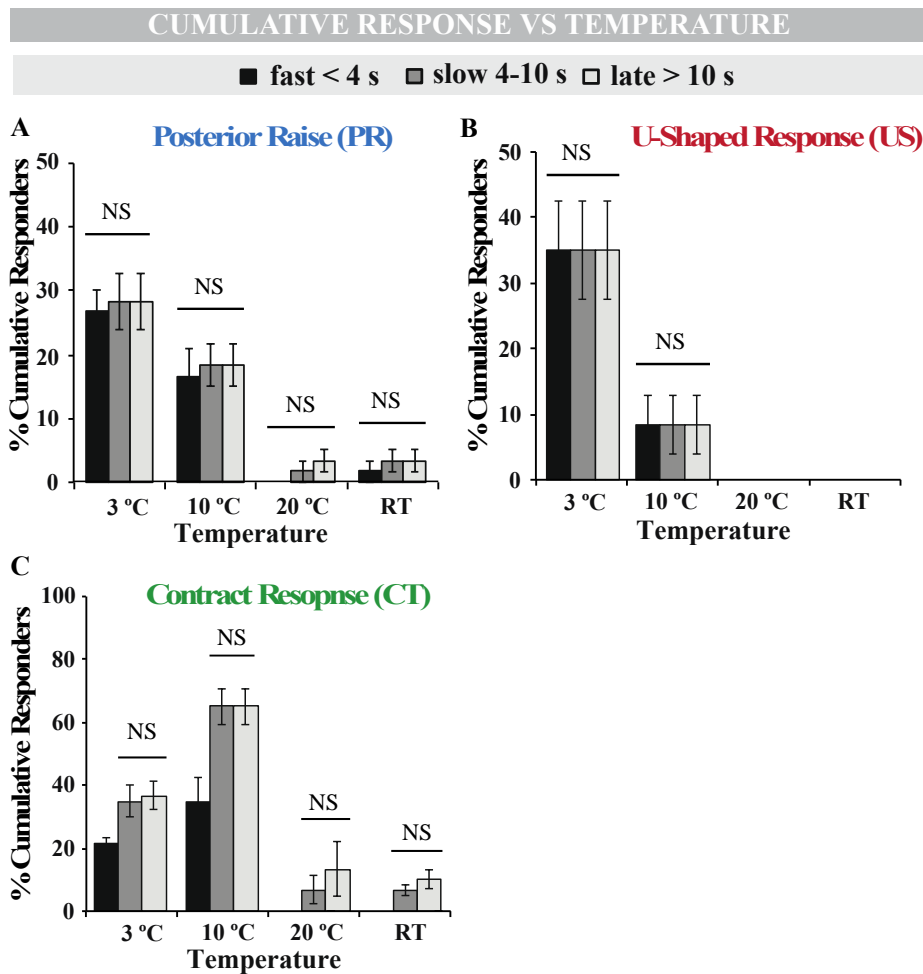 CUMULATIVE RESPONSE VS TEMPERATURE
fast < 4 s slow 4-10 s late > 10 s
A
Posterior Raise (PR)
% Cumulative Responders
50
40
30
20
10
0
NS
NS
NS
NS
3 ºC 10 ºC 20 ºC RT
Temperature
B
U-Shaped Response (US)
% Cumulative Responders
50
40
30
20
10
0
NS
NS
3 ºC 10 ºC 20 ºC RT
Temperature
C
Contract Resopnse (CT)
% Cumulative Responders
100
80
60
40
20
0
NS
NS
NS
NS
3 ºC 10 ºC 20 ºC RT
Temperature